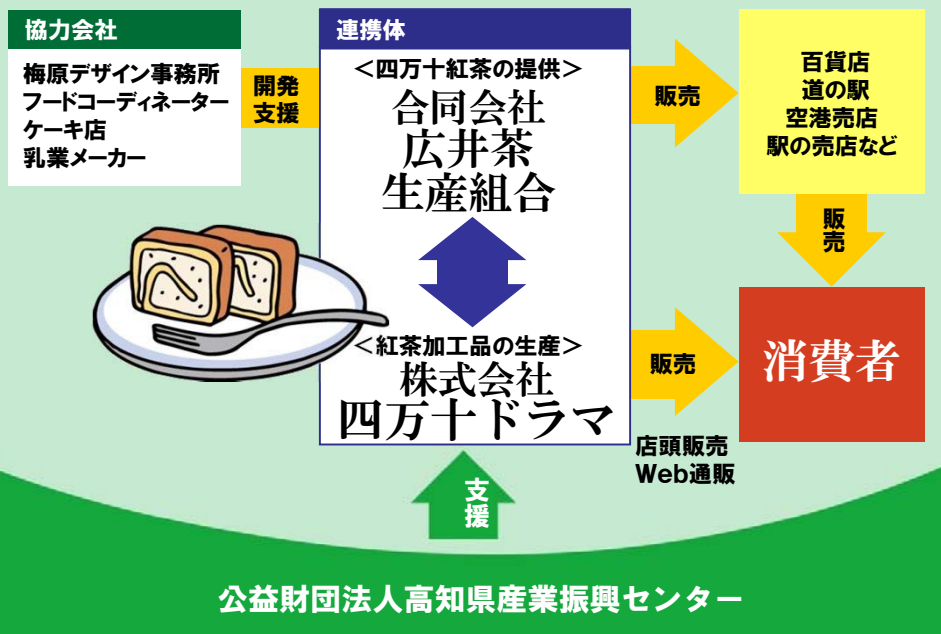 協力会社
梅原デザイン事務所
フードコーディネーター
ケーキ店
乳業メーカー
開発
支援
連携体
＜四万十紅茶の提供＞
合同会社
広井茶
生産組合
＜紅茶加工品の生産＞
株式会社
四万十ドラマ
販売
百貨店
道の駅
空港売店
駅の売店など
販売
消費者
販売
店頭販売
Web通販
支援
公益財団法人高知県産業振興センター